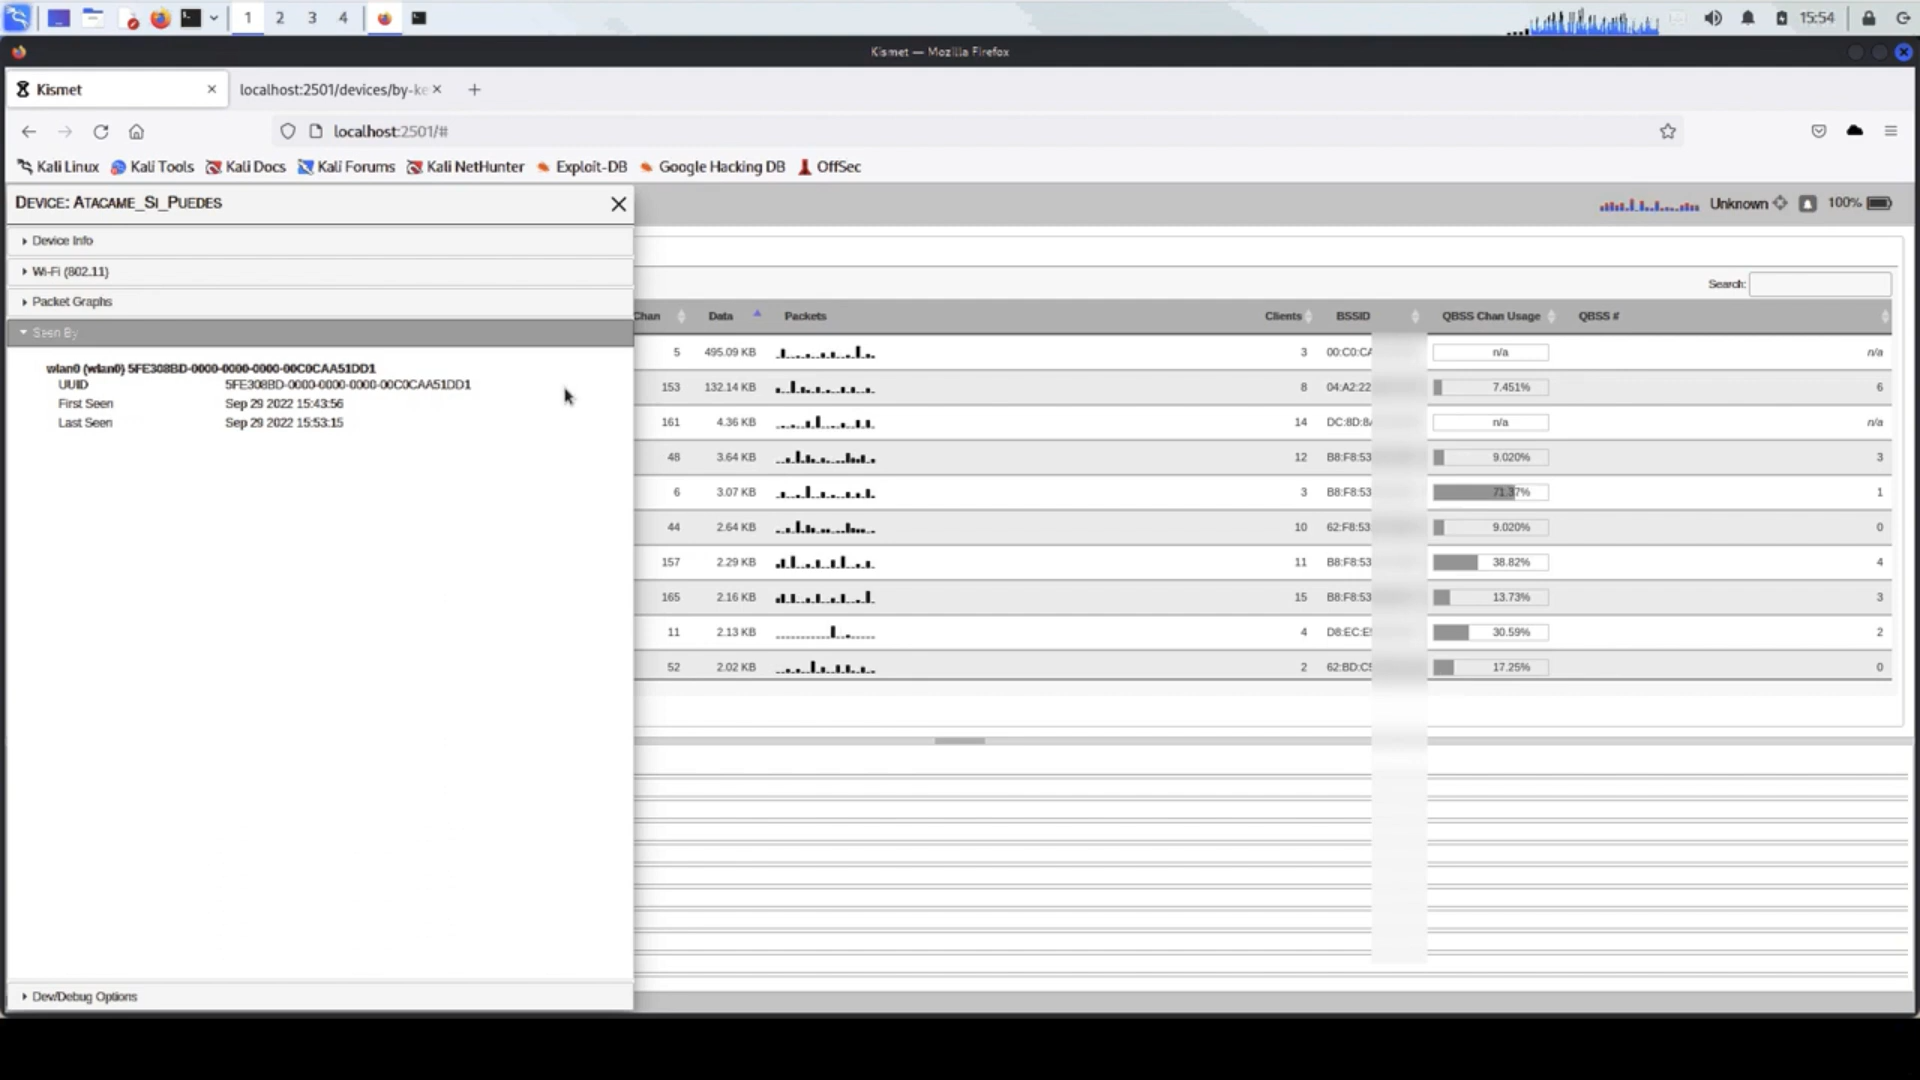 1 2 3 4 15:54
Kismet — Mozilla Firefox
Kismet
localhost:2501/devices/by-ke
localhost:2501/#
Kali Linux Kali Tools Kali Docs Kali Forums Kali NetHunter Exploit-DB Google Hacking DB OffSec
DEVICE: ATACAME_SI_PUEDES
Unknown 100%
Device Info
Wi-Fi (802.11)
Packet Graphs
Seen By
wlan0 (wlan0) 5FE308BD-0000-0000-0000-00C0CAA51DD1
UUID 5FE308BD-0000-0000-0000-00C0CAA51DD1
First Seen Sep 29 2022 15:43:56
Last Seen Sep 29 2022 15:53:15
Dev/Debug Options
Search:
Chan Data Packets Clients BSSID QBSS Chan Usage QBSS #
5 495.09 KB 3 00:C0:CA n/a n/a
153 132.14 KB 8 04:A2:22 7.451% 6
161 4.36 KB 14 DC:8D:8 n/a n/a
48 3.64 KB 12 B8:F8:53 9.020% 3
6 3.07 KB 3 B8:F8:53 71.37% 1
44 2.64 KB 10 62:F8:53 9.020% 0
157 2.29 KB 11 B8:F8:53 38.82% 4
165 2.16 KB 15 B8:F8:53 13.73% 3
11 2.13 KB 4 D8:EC:E 30.59% 2
52 2.02 KB 2 62:BD:C 17.25% 0